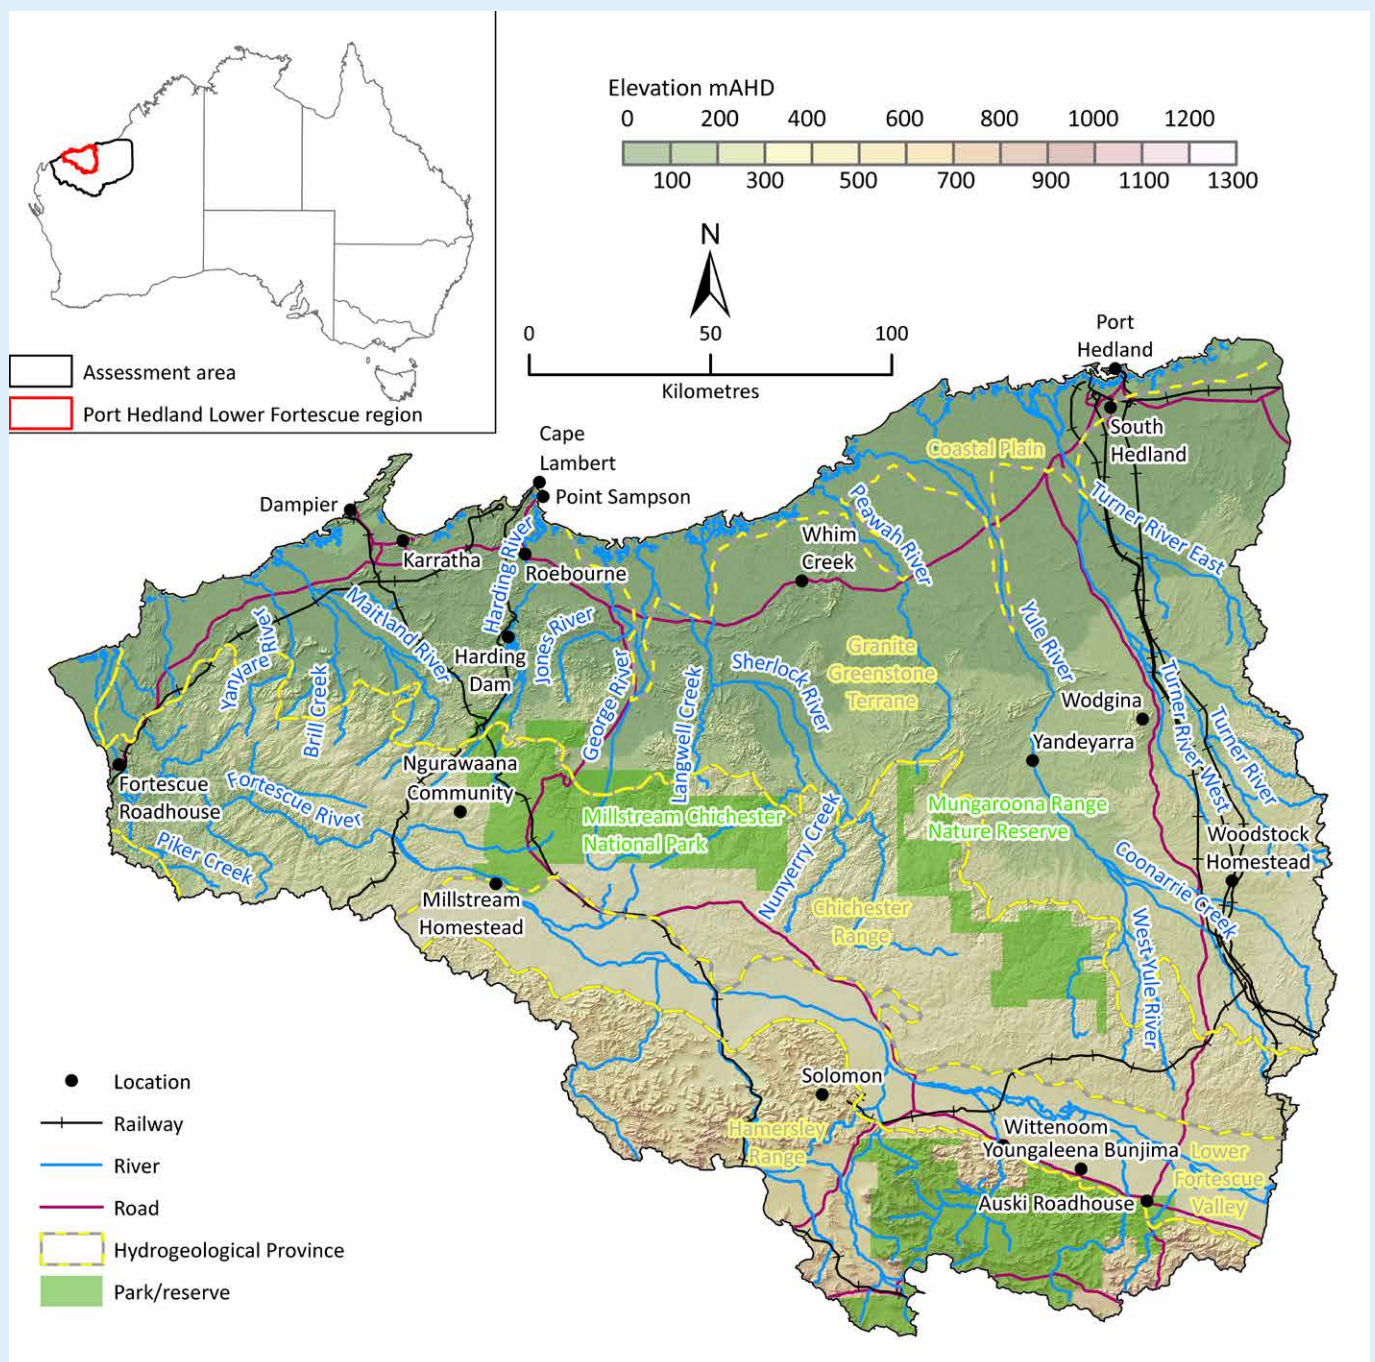 Elevation mAHD
0 200 400 600 800 1000 1200
100 300 500 700 900 1100 1300
N
0 50 100
Kilometres
Assessment area
Port Hedland Lower Fortescue region
Port
Hedland
South
Hedland
Cape
Lambert
Point Sampson
Dampier
Karratha
Roebourne
Harding River
Coastal Plain
Peawah River
Turner River East
Whim
Creek
Maitland River
Yanyare River
Brill Creek
Jones River
Harding
Dam
George River
Langwell Creek
Sherlock River
Granite
Greenstone
Terrane
Yule River
Wodgina
Yandeyarra
Turner River West
Turner River
Ngurawaana
Community
Fortescue
Roadhouse
Fortescue River
Piker Creek
Millstream Chichester
National Park
Nunyerry Creek
Mungaroona Range
Nature Reserve
Woodstock
Homestead
Coonarrie Creek
Millstream
Homestead
Chichester
Range
West Yule River
Solomon
Hamersley
Range
Wittenoom
Youngaleena Bunjima
Auski Roadhouse
Lower
Fortescue
Valley
Location
Railway
River
Road
Hydrogeological Province
Park/reserve